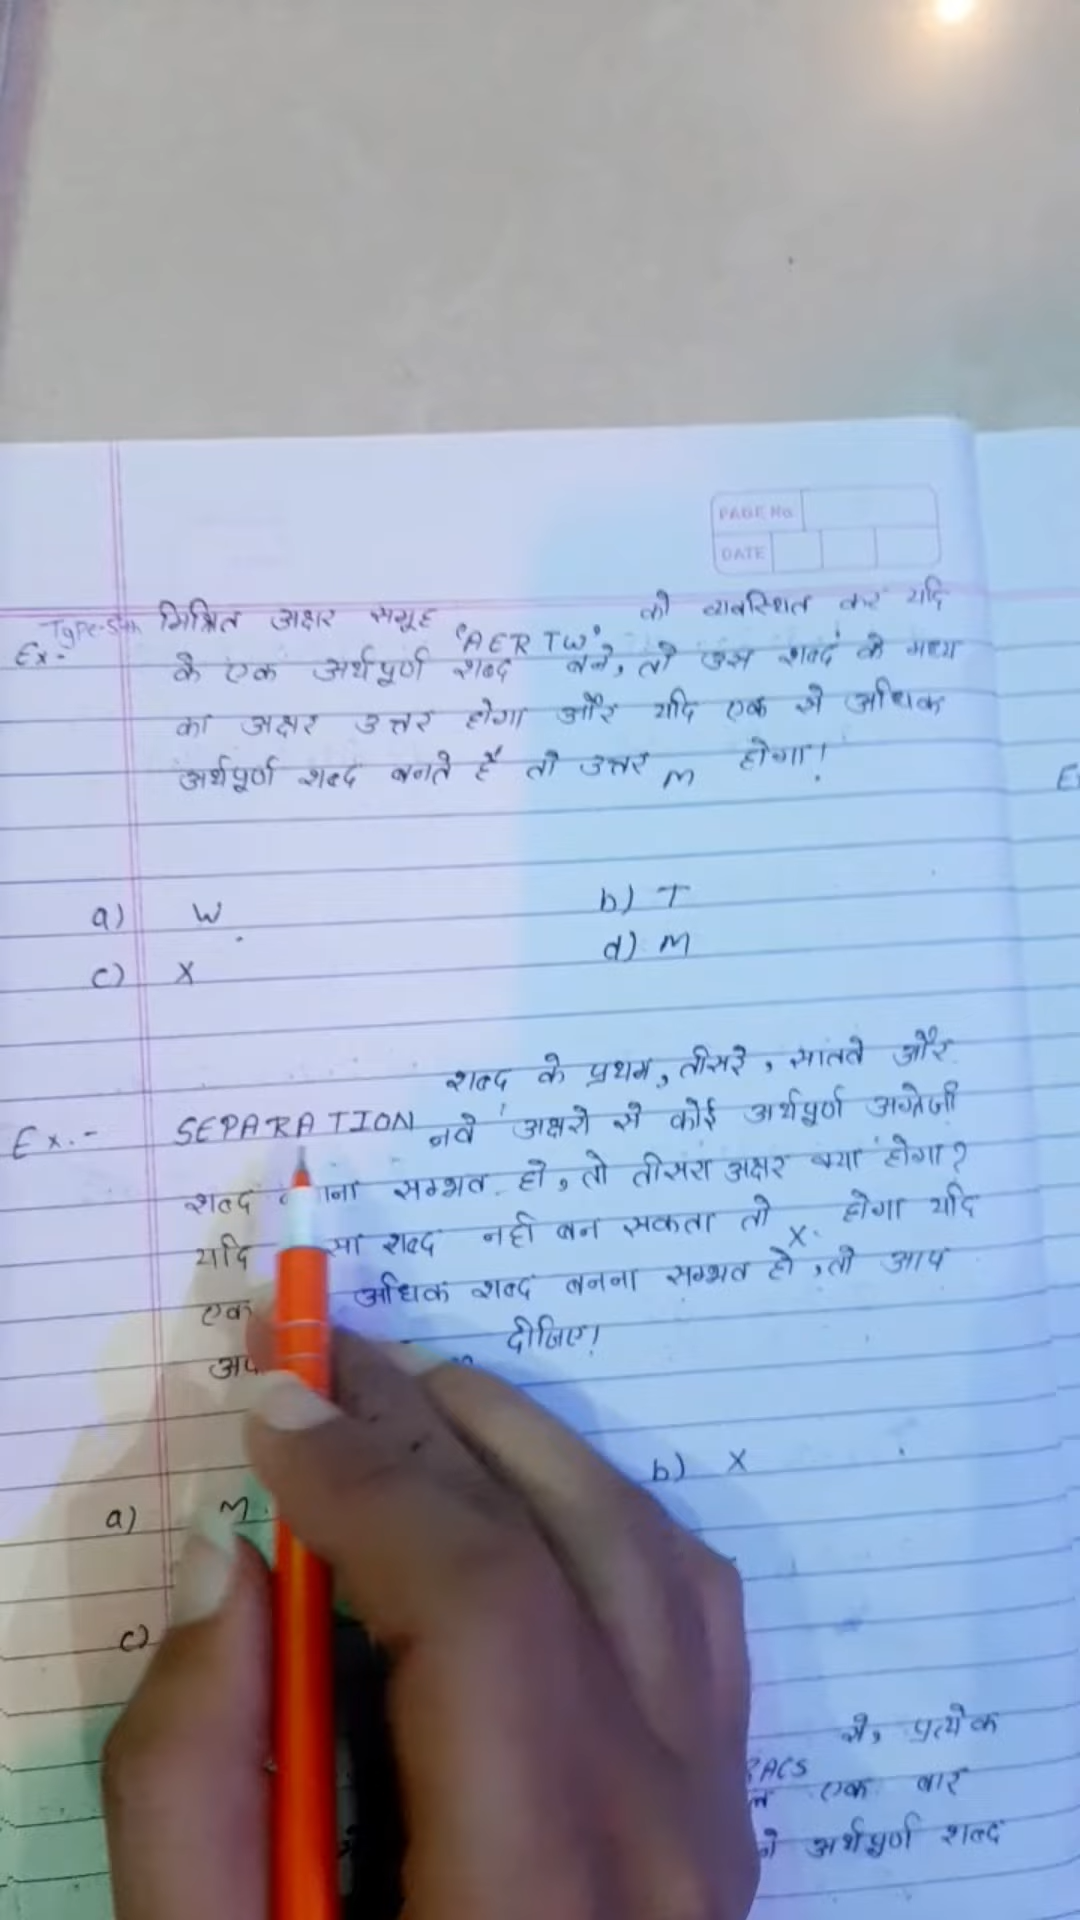 PAGE No.
DATE
Type-5th मिश्रित अक्षर समूह 'AERTW' को व्यवस्थित कर यदि
Ex:-
के एक अर्थपूर्ण शब्द बने, तो उस शब्द के मध्य
का अक्षर उत्तर होगा और यदि एक से अधिक
अर्थपूर्ण शब्द बनते है तो उत्तर M होगा!
a) W
b) T
c) X
d) M
Ex.- SEPARATION शब्द के प्रथम, तीसरे, सातवे और
नवे अक्षरो से कोई अर्थपूर्ण अंग्रेजी
शब्द ना सम्भव हो, तो तीसरा अक्षर क्या होगा?
यदि सा शब्द नही बन सकता तो X. होगा यदि
एक अधिक शब्द बनना सम्भव हो, तो आप
दीजिए!
a) M.
b) X
c)
से, प्रत्येक
RACS
एक बार
अर्थपूर्ण शब्द